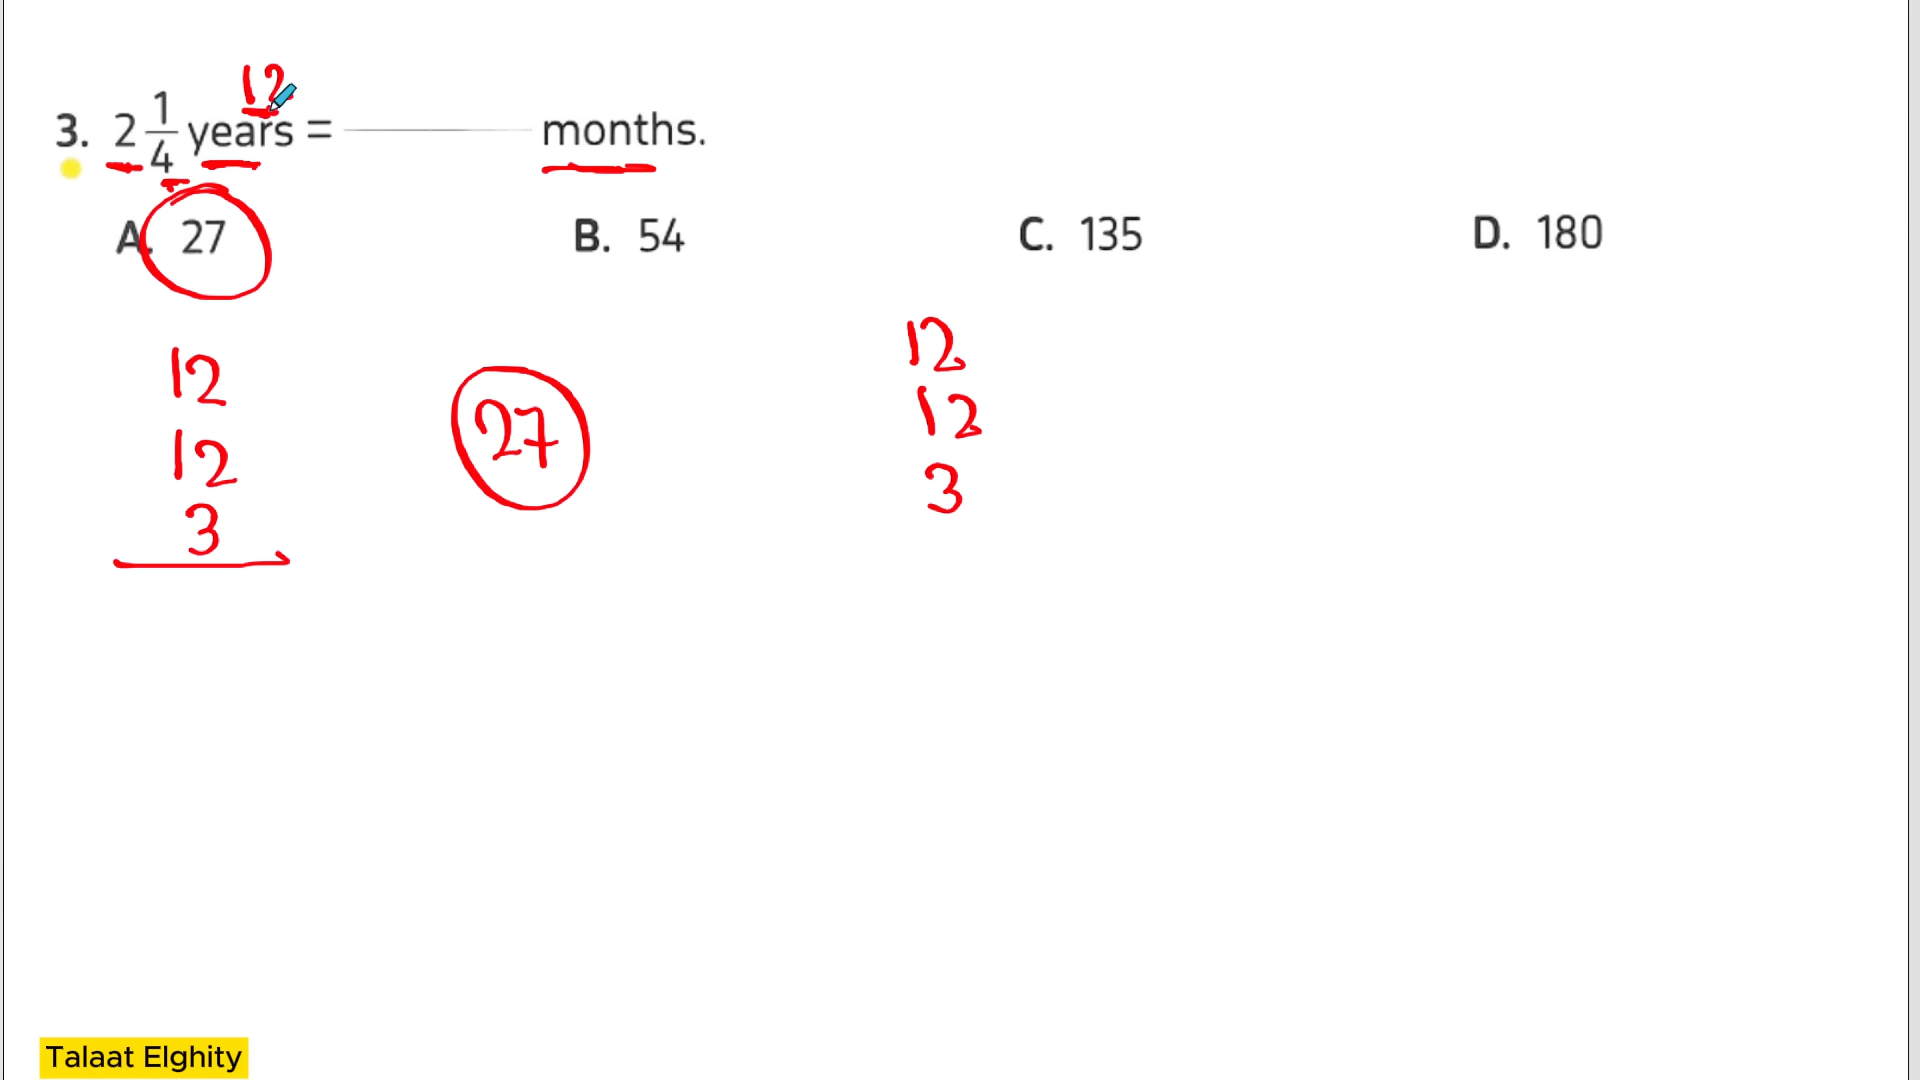 12
3. 2 1/4 years = ________ months.
A. 27 B. 54 C. 135 D. 180
12
12
3
27
12
12
3
Talaat Elghity